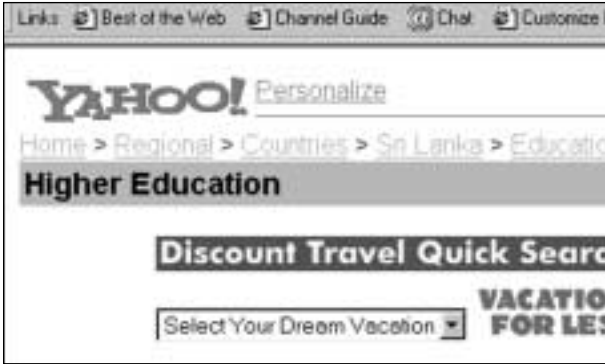 Links Best of the Web Channel Guide Chat Customize
YAHOO! Personalize
Home > Regional > Countries > Sri Lanka > Educatio
Higher Education
Discount Travel Quick Searc
VACATIO
Select Your Dream Vacation FOR LES